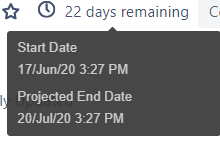 22 days remaining
Start Date
17/Jun/20 3:27 PM
Projected End Date
20/Jul/20 3:27 PM